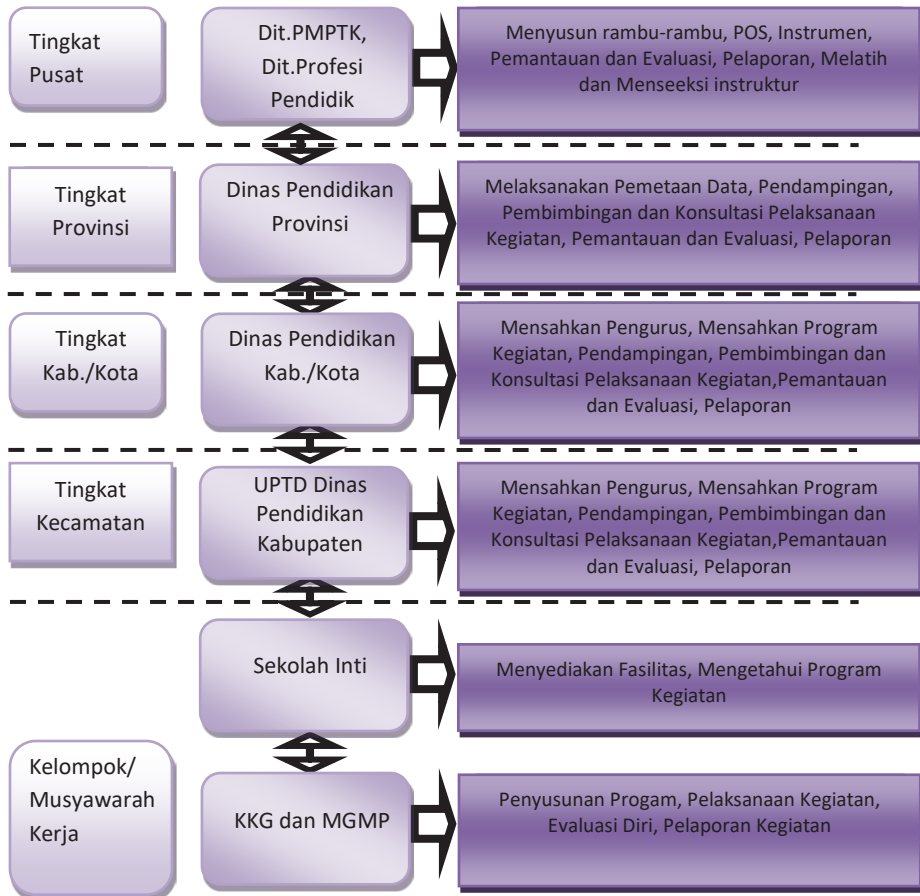 Tingkat
Pusat
Dit.PMPTK,
Dit.Profesi
Pendidik
Menyusun rambu-rambu, POS, Instrumen,
Pemantauan dan Evaluasi, Pelaporan, Melatih
dan Menseeksi instruktur
Tingkat
Provinsi
Dinas Pendidikan
Provinsi
Melaksanakan Pemetaan Data, Pendampingan,
Pembimbingan dan Konsultasi Pelaksanaan
Kegiatan, Pemantauan dan Evaluasi, Pelaporan
Tingkat
Kab./Kota
Dinas Pendidikan
Kab./Kota
Mensahkan Pengurus, Mensahkan Program
Kegiatan, Pendampingan, Pembimbingan dan
Konsultasi Pelaksanaan Kegiatan,Pemantauan
dan Evaluasi, Pelaporan
Tingkat
Kecamatan
UPTD Dinas
Pendidikan
Kabupaten
Mensahkan Pengurus, Mensahkan Program
Kegiatan, Pendampingan, Pembimbingan dan
Konsultasi Pelaksanaan Kegiatan,Pemantauan
dan Evaluasi, Pelaporan
Sekolah Inti
Menyediakan Fasilitas, Mengetahui Program
Kegiatan
Kelompok/
Musyawarah
Kerja
KKG dan MGMP
Penyusunan Progam, Pelaksanaan Kegiatan,
Evaluasi Diri, Pelaporan Kegiatan